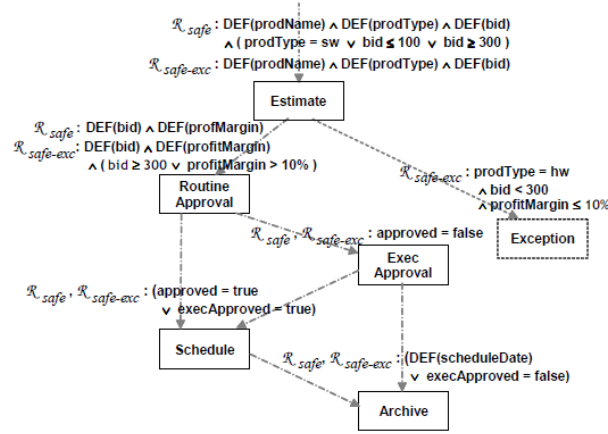 R safe : DEF(prodName) ∧ DEF(prodType) ∧ DEF(bid)
∧ ( prodType = sw ∨ bid ≤ 100 ∨ bid ≥ 300 )
R safe-exc : DEF(prodName) ∧ DEF(prodType) ∧ DEF(bid)
Estimate
R safe : DEF(bid) ∧ DEF(profMargin)
R safe-exc : DEF(bid) ∧ DEF(profitMargin)
∧ ( bid ≥ 300 ∨ profitMargin > 10% )
R safe-exc : prodType = hw
∧ bid < 300
∧ profitMargin ≤ 10%
Routine
Approval
Exception
R safe , R safe-exc : approved = false
Exec
Approval
R safe , R safe-exc : (approved = true
∨ execApproved = true)
Schedule
R safe , R safe-exc : (DEF(scheduleDate)
∨ execApproved = false)
Archive